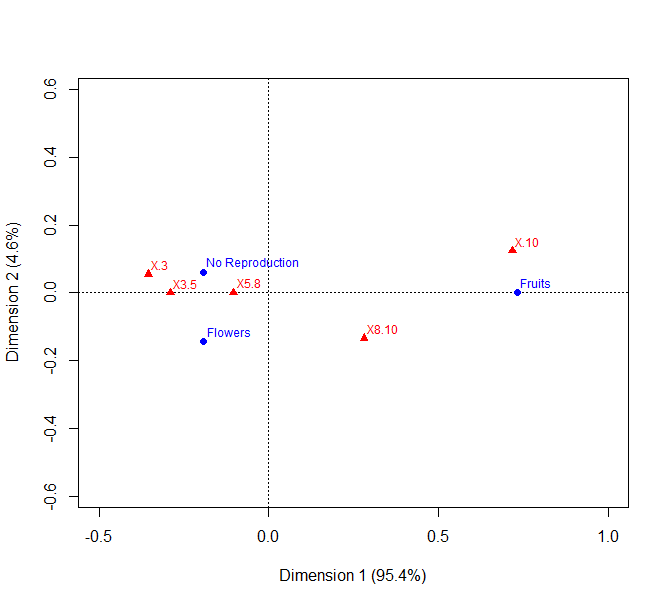 0.6
0.4
0.2
0.0
-0.2
-0.4
-0.6
Dimension 2 (4.6%)
X.10
No Reproduction
X.3
X3.5
X5.8
Fruits
Flowers
X8.10
-0.5
0.0
0.5
1.0
Dimension 1 (95.4%)